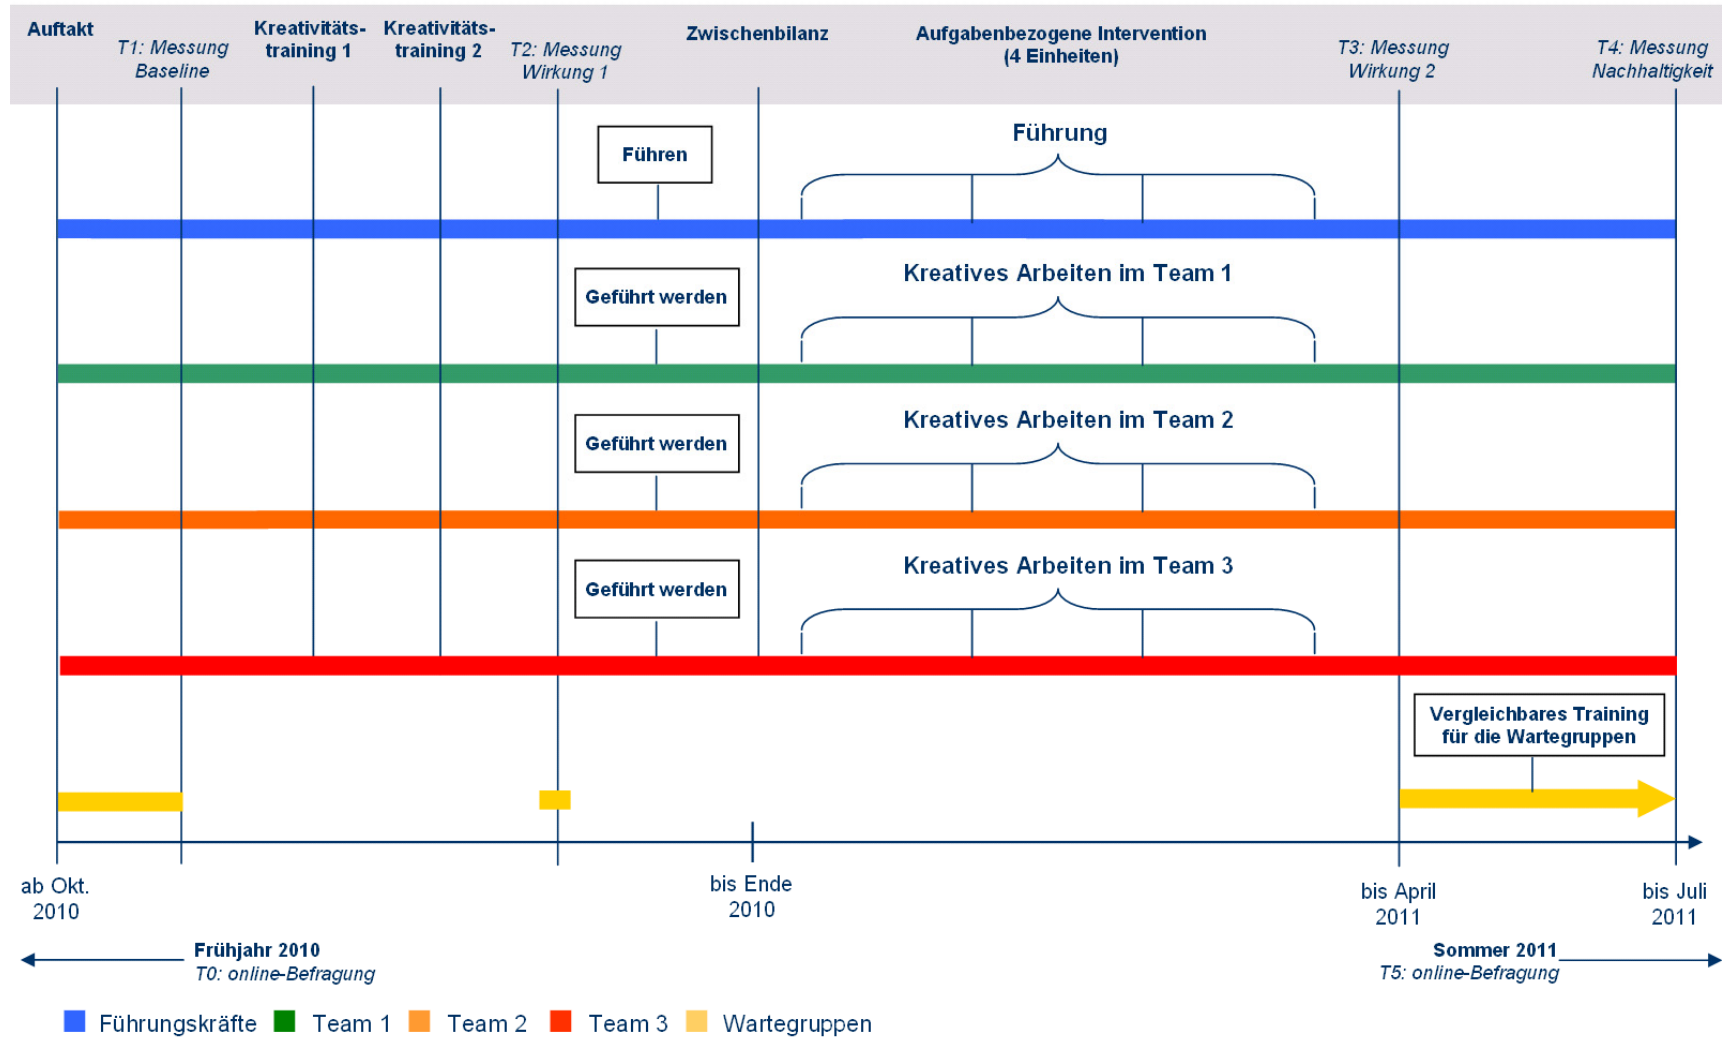 Auftakt
T1: Messung
Baseline
Kreativitäts-
training 1
Kreativitäts-
training 2
T2: Messung
Wirkung 1
Zwischenbilanz
Aufgabenbezogene Intervention
(4 Einheiten)
T3: Messung
Wirkung 2
T4: Messung
Nachhaltigkeit
Führen
Führung
Geführt werden
Kreatives Arbeiten im Team 1
Geführt werden
Kreatives Arbeiten im Team 2
Geführt werden
Kreatives Arbeiten im Team 3
Vergleichbares Training
für die Wartegruppen
ab Okt.
2010
bis Ende
2010
bis April
2011
bis Juli
2011
Frühjahr 2010
T0: online-Befragung
Sommer 2011
T5: online-Befragung
Führungskräfte
Team 1
Team 2
Team 3
Wartegruppen